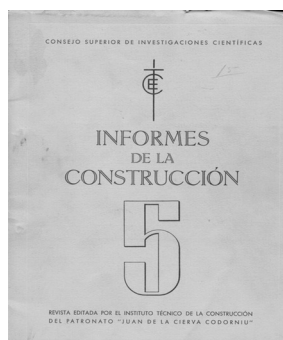 CONSEJO SUPERIOR DE INVESTIGACIONES CIENTÍFICAS
INFORMES
DE LA
CONSTRUCCIÓN
5
REVISTA EDITADA POR EL INSTITUTO TÉCNICO DE LA CONSTRUCCIÓN
DEL PATRONATO "JUAN DE LA CIERVA CODORNIU"